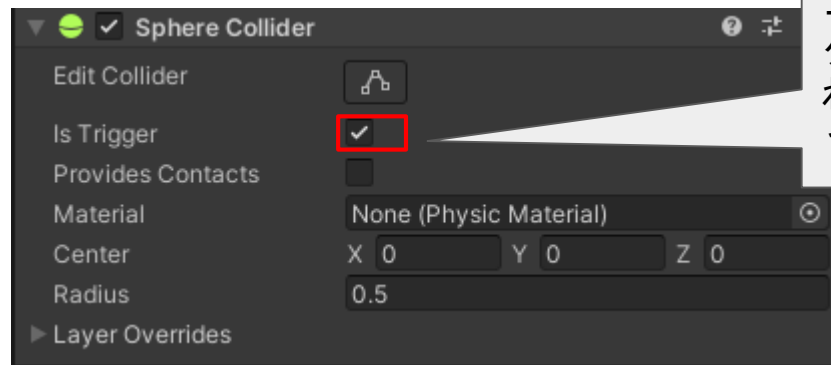 Sphere Collider
Edit Collider
Is Trigger
Provides Contacts
Material None (Physic Material)
Center X 0 Y 0 Z 0
Radius 0.5
Layer Overrides